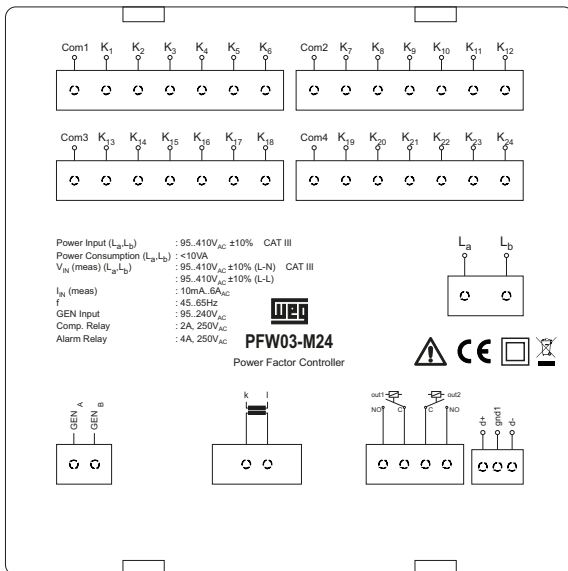 Com1 K1 K2 K3 K4 K5 K6 Com2 K7 K8 K9 K10 K11 K12
Com3 K13 K14 K15 K16 K17 K18 Com4 K19 K20 K21 K22 K23 K24
Power Input (La,Lb) : 95..410VAC ±10% CAT III
Power Consumption (La,Lb) : <10VA
VIN (meas) (La,Lb) : 95..410VAC ±10% (L-N) CAT III
: 95..410VAC ±10% (L-L)
IIN (meas) : 10mA..6AAC
f : 45..65Hz
GEN Input : 95..240VAC
Comp. Relay : 2A, 250VAC
Alarm Relay : 4A, 250VAC
weg
PFW03-M24
Power Factor Controller
La Lb
CE
GEN A GEN B
k l
out1 out2
NO C C NO
d+ gnd1 d-